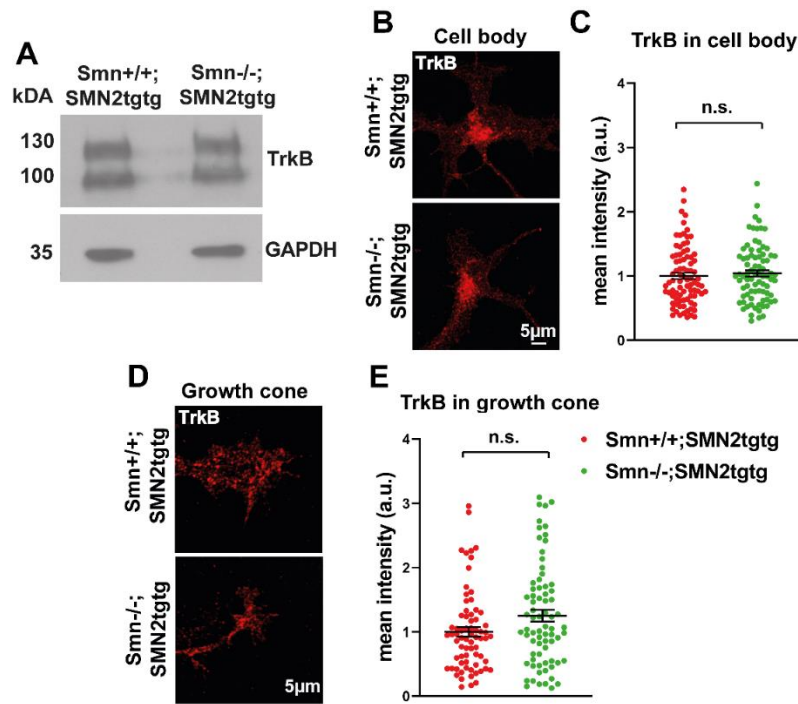 A
Smn+/+;
SMN2tgtg
Smn-/-;
SMN2tgtg
kDA
130
100
TrkB
35
GAPDH
B
Cell body
TrkB
Smn+/+;
SMN2tgtg
Smn-/-;
SMN2tgtg
5µm
C
TrkB in cell body
n.s.
mean intensity (a.u.)
4
3
2
1
0
D
Growth cone
TrkB
Smn+/+;
SMN2tgtg
Smn-/-;
SMN2tgtg
5µm
E
TrkB in growth cone
n.s.
mean intensity (a.u.)
4
3
2
1
0
Smn+/+;SMN2tgtg
Smn-/-;SMN2tgtg